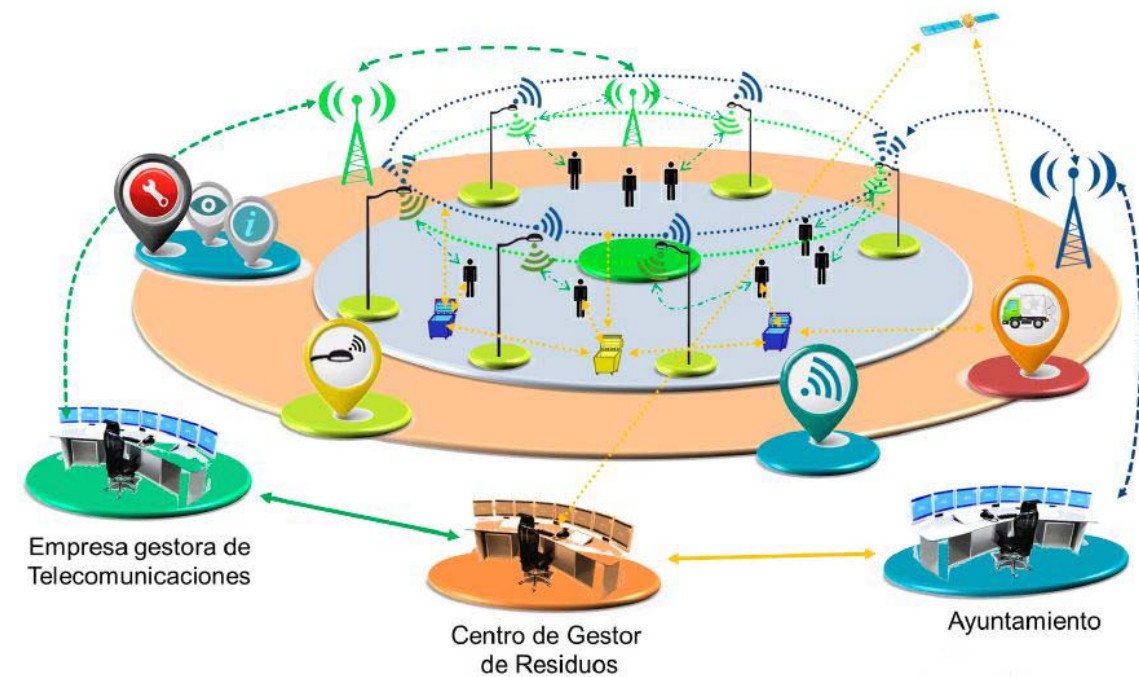 i
Empresa gestora de
Telecomunicaciones
Centro de Gestor
de Residuos
Ayuntamiento